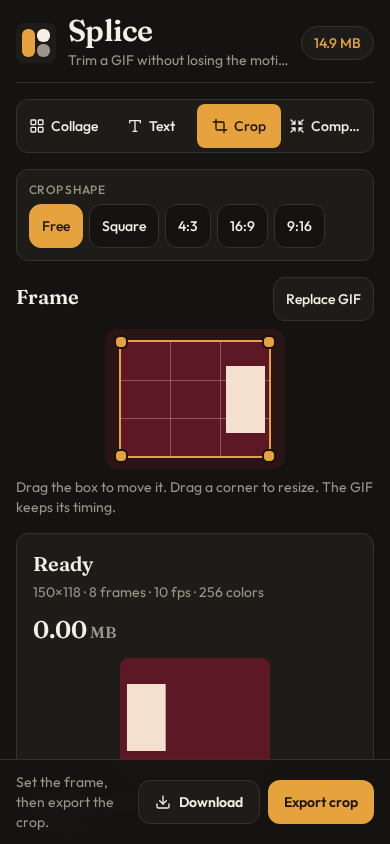 Splice
Trim a GIF without losing the moti…
14.9 MB
Collage
Text
Crop
Comp…
CROP SHAPE
Free
Square
4:3
16:9
9:16
Frame
Replace GIF
Drag the box to move it. Drag a corner to resize. The GIF
keeps its timing.
Ready
150×118 · 8 frames · 10 fps · 256 colors
0.00 MB
Set the frame,
then export the
crop.
Download
Export crop